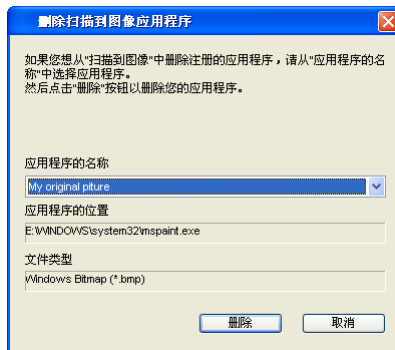 删除扫描到图像应用程序
如果您想从"扫描到图像"中删除注册的应用程序，请从"应用程序的名
称"中选择应用程序。
然后点击"删除"按钮以删除您的应用程序。
应用程序的名称
My original piture
应用程序的位置
E:\WINDOWS\system32\mspaint.exe
文件类型
Windows Bitmap (*.bmp)
删除 取消